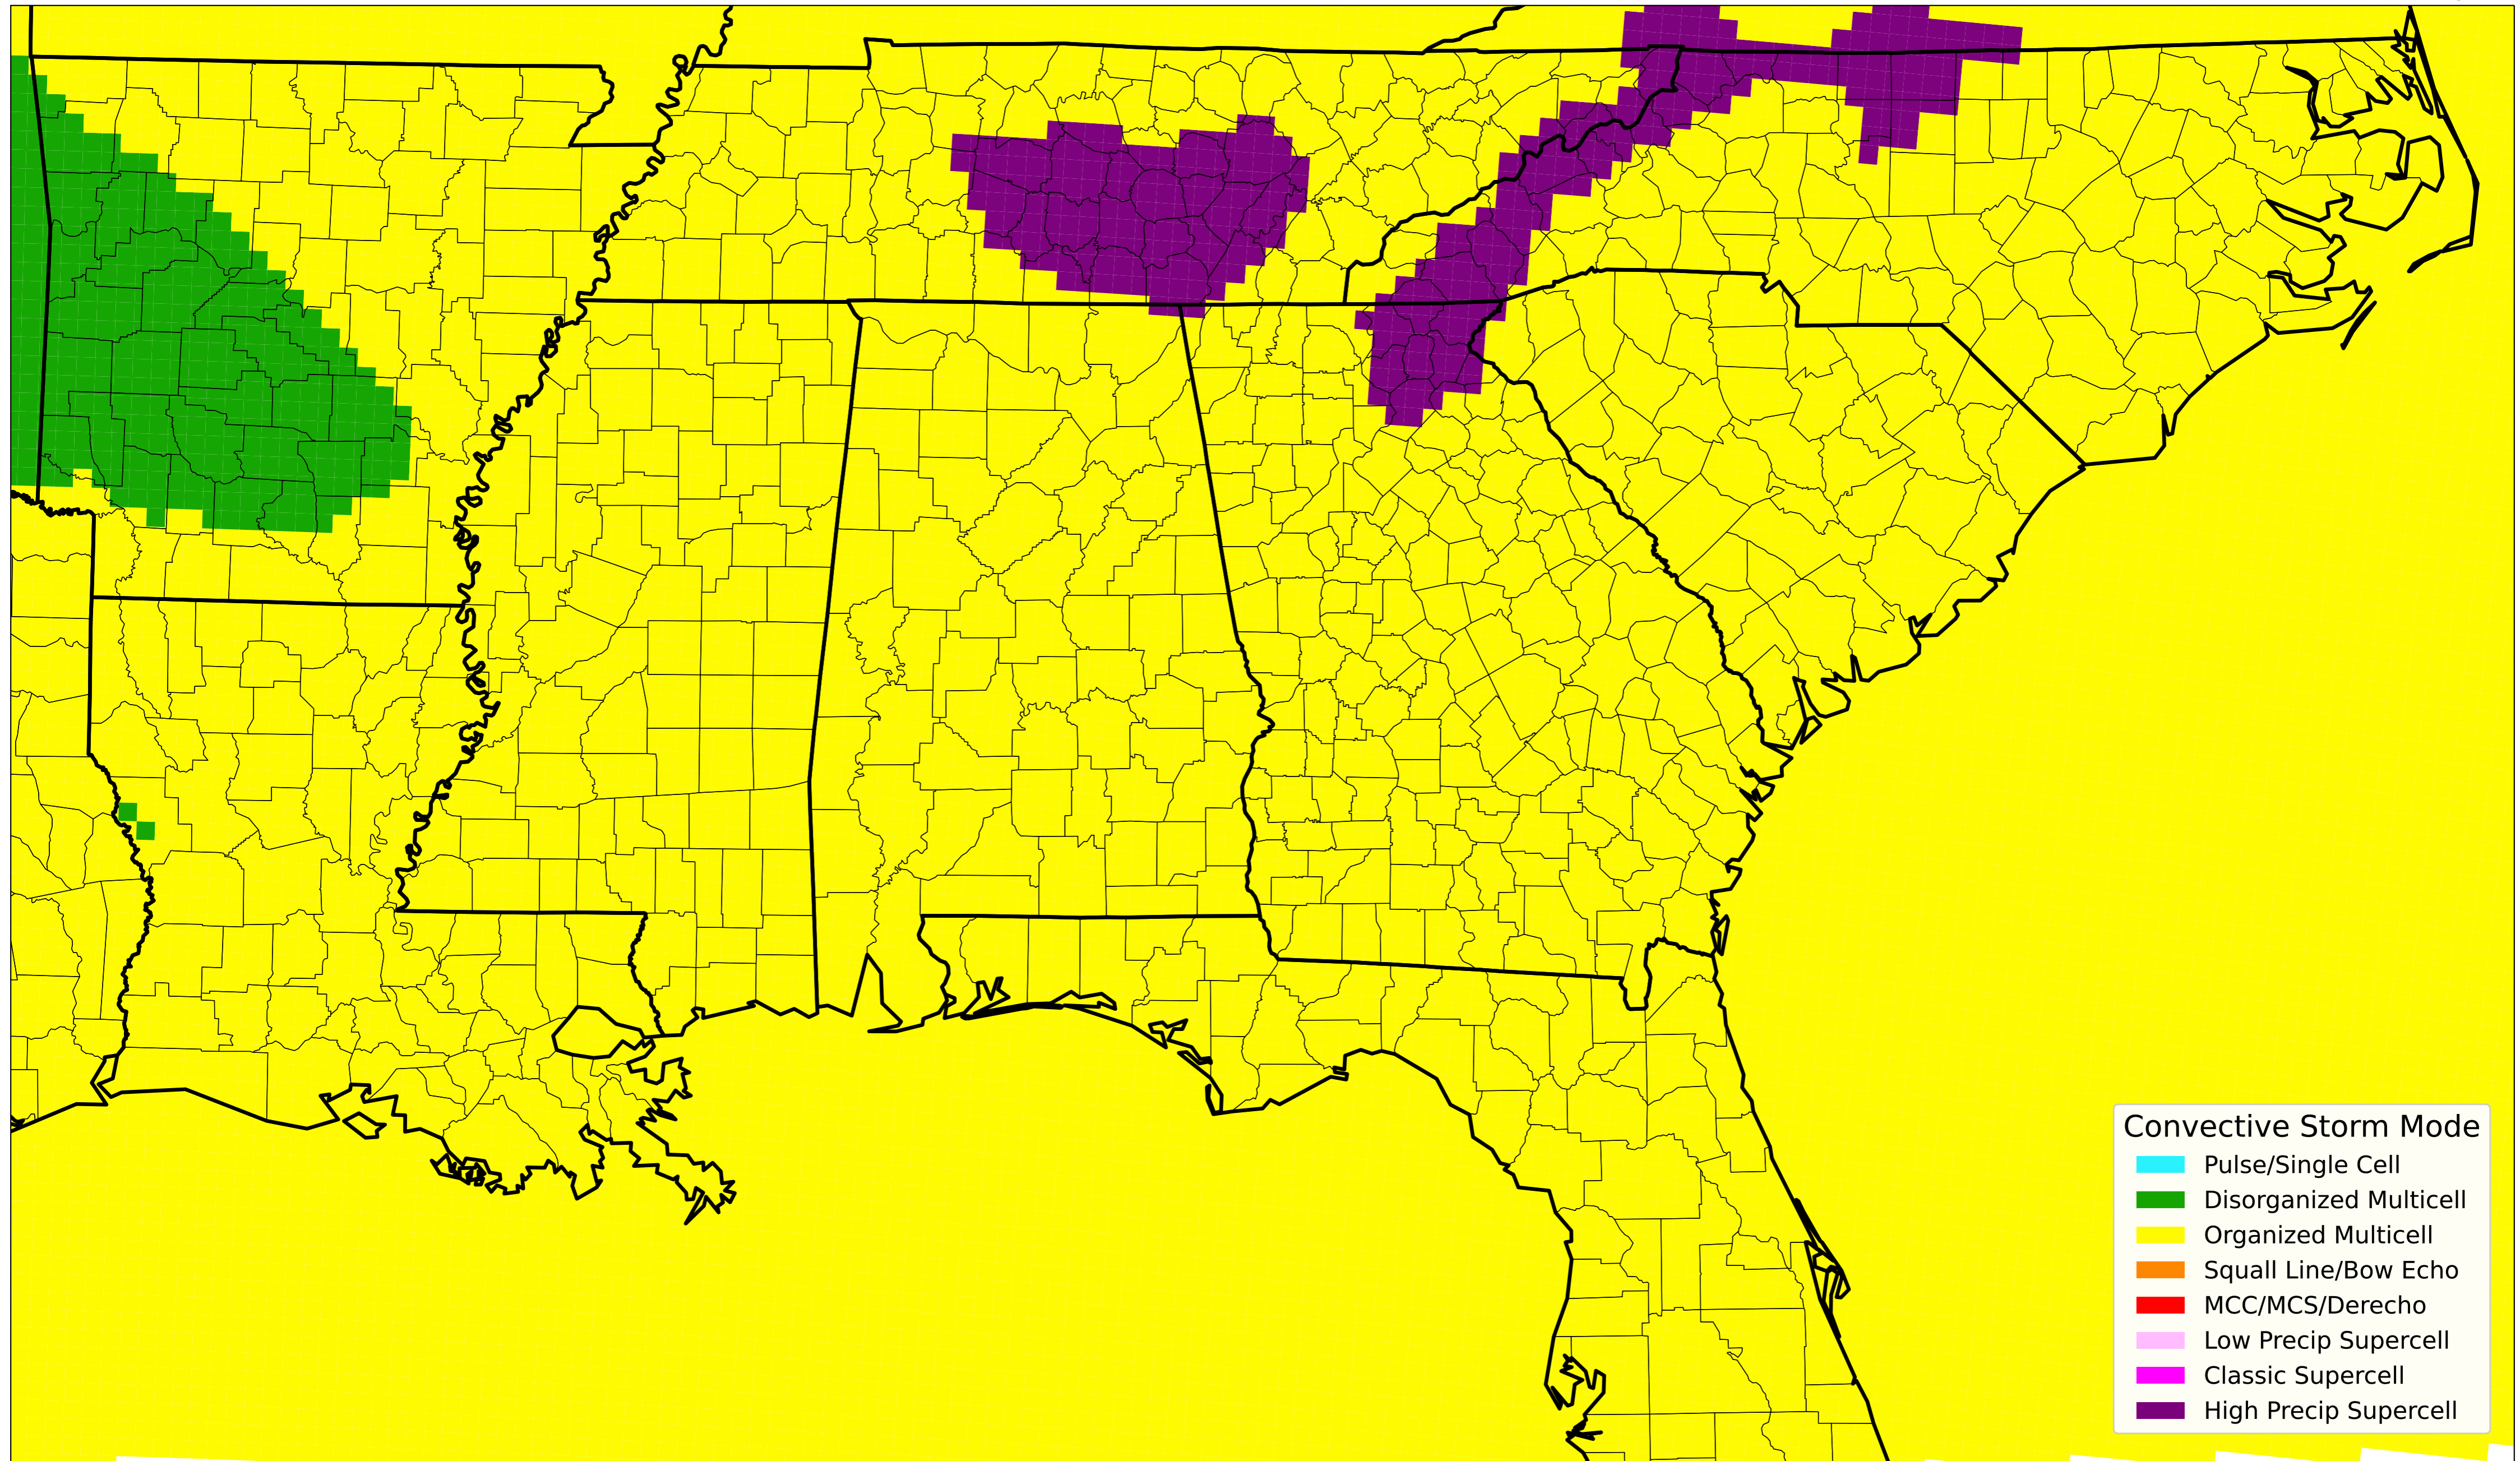 Convective Storm Mode
Pulse/Single Cell
Disorganized Multicell
Organized Multicell
Squall Line/Bow Echo
MCC/MCS/Derecho
Low Precip Supercell
Classic Supercell
High Precip Supercell